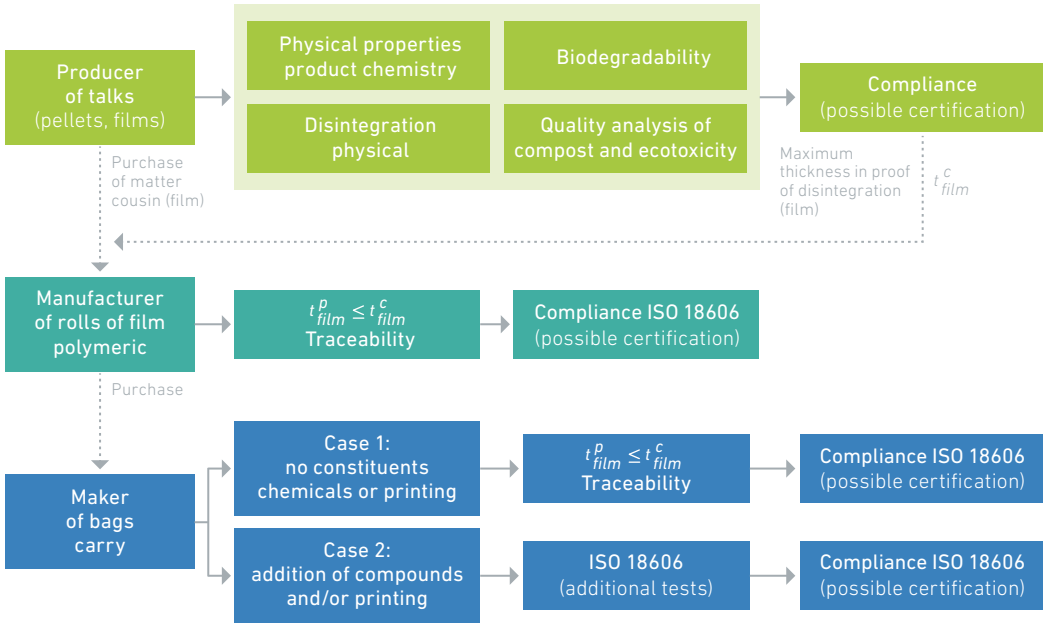 Producer
of talks
(pellets, films)
Physical properties
product chemistry
Biodegradability
Disintegration
physical
Quality analysis of
compost and ecotoxicity
Compliance
(possible certification)
Purchase
of matter
cousin (film)
Maximum
thickness in proof
of disintegration
(film)
t^c_film
Manufacturer
of rolls of film
polymeric
t^p_film ≤ t^c_film
Traceability
Compliance ISO 18606
(possible certification)
Purchase
Maker
of bags
carry
Case 1:
no constituents
chemicals or printing
t^p_film ≤ t^c_film
Traceability
Compliance ISO 18606
(possible certification)
Case 2:
addition of compounds
and/or printing
ISO 18606
(additional tests)
Compliance ISO 18606
(possible certification)